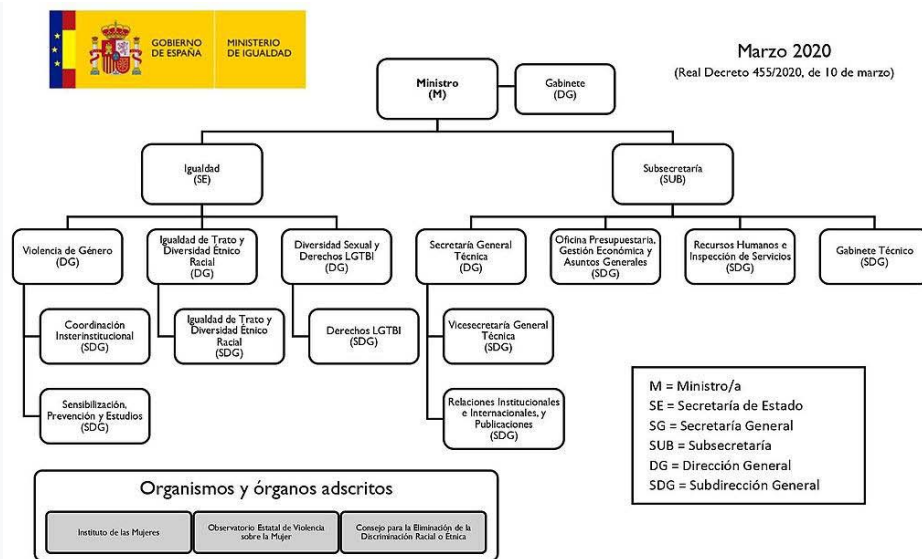 GOBIERNO
DE ESPAÑA
MINISTERIO
DE IGUALDAD
Marzo 2020
(Real Decreto 455/2020, de 10 de marzo)
Ministro
(M)
Gabinete
(DG)
Igualdad
(SE)
Subsecretaría
(SUB)
Violencia de Género
(DG)
Igualdad de Trato y
Diversidad Étnico
Racial
(DG)
Diversidad Sexual y
Derechos LGTBI
(DG)
Secretaría General
Técnica
(DG)
Oficina Presupuestaria,
Gestión Económica y
Asuntos Generales
(SDG)
Recursos Humanos e
Inspección de Servicios
(SDG)
Gabinete Técnico
(SDG)
Coordinación
Insterinstitucional
(SDG)
Igualdad de Trato y
Diversidad Étnico
Racial
(SDG)
Derechos LGTBI
(SDG)
Vicesecretaría General
Técnica
(SDG)
Sensibilización,
Prevención y Estudios
(SDG)
Relaciones Institucionales
e Internacionales, y
Publicaciones
(SDG)
M = Ministro/a
SE = Secretaría de Estado
SG = Secretaría General
SUB = Subsecretaría
DG = Dirección General
SDG = Subdirección General
Organismos y órganos adscritos
Instituto de las Mujeres
Observatorio Estatal de Violencia
sobre la Mujer
Consejo para la Eliminación de la
Discriminación Racial o Étnica